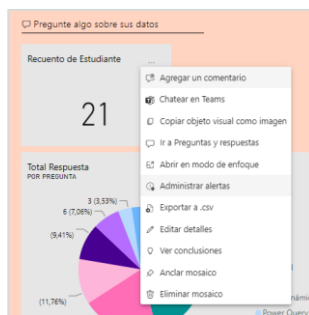 Pregunte algo sobre sus datos
Recuento de Estudiante
...
21
Agregar un comentario
Chatear en Teams
Copiar objeto visual como imagen
Ir a Preguntas y respuestas
Abrir en modo de enfoque
Administrar alertas
Exportar a .csv
Editar detalles
Ver conclusiones
Anclar mosaico
Eliminar mosaico
Total Respuesta
POR PREGUNTA
3 (3,53%)
6 (7,06%)
(9,41%)
(11,76%)
Power Query